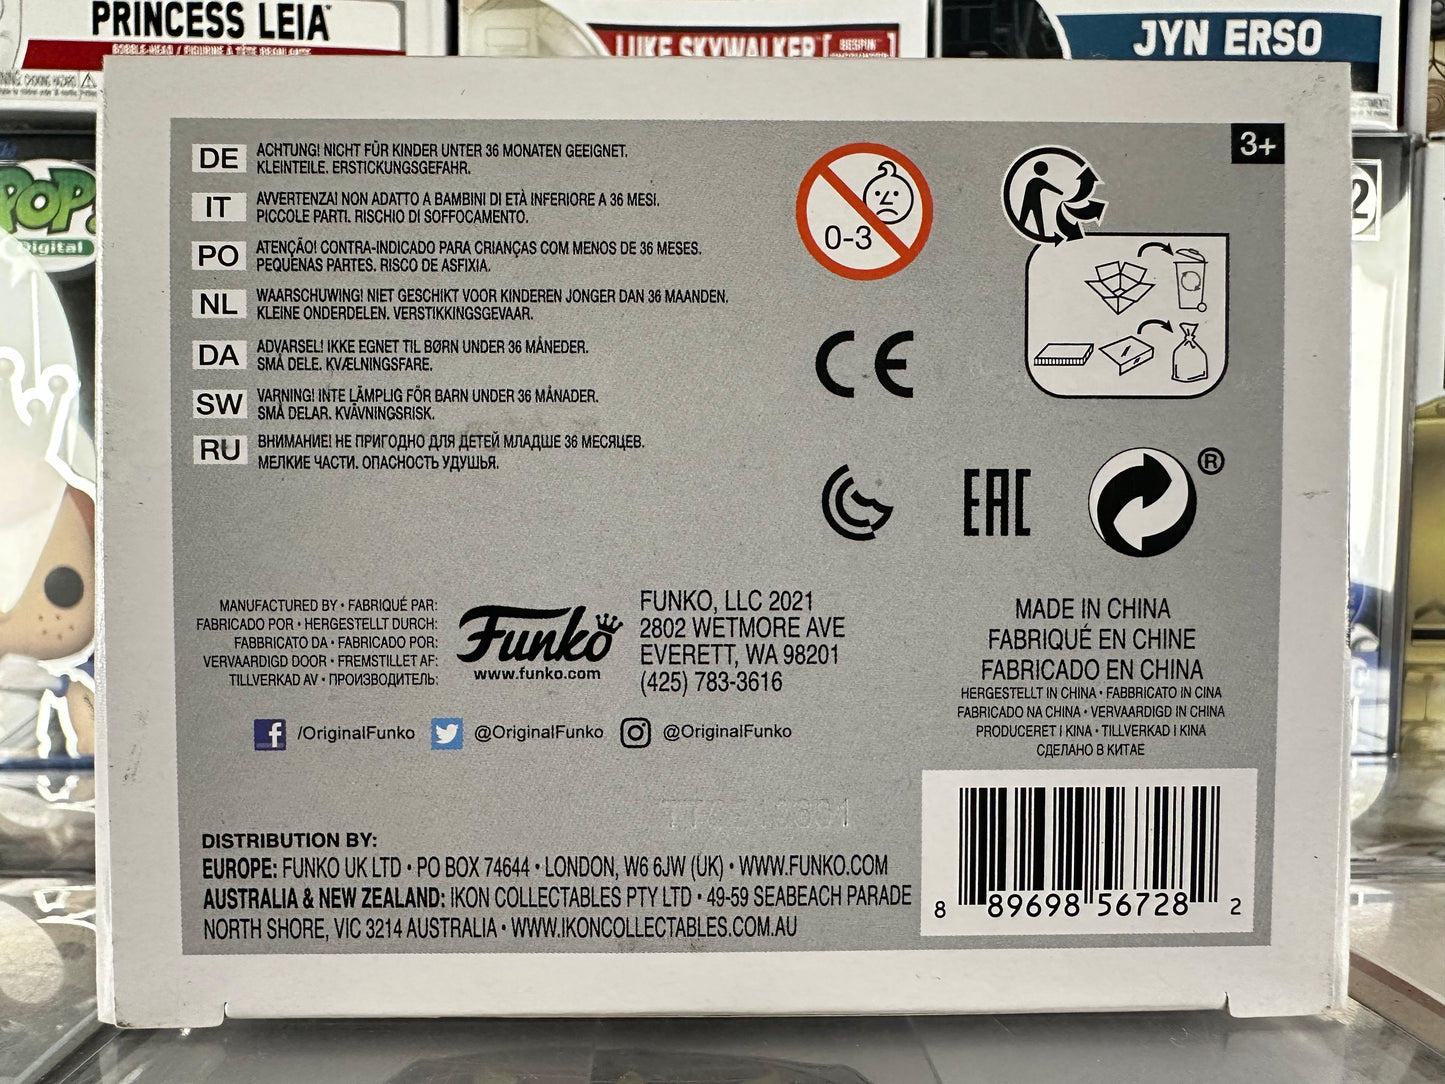 PRINCESS LEIA™
BOBBLE-HEAD / FIGURINE À TÊTE BRANLANTE
LUKE SKYWALKER [BESPIN
JYN ERSO
POP!
Digital
2
3+
DE ACHTUNG! NICHT FÜR KINDER UNTER 36 MONATEN GEEIGNET.
KLEINTEILE. ERSTICKUNGSGEFAHR.
IT AVVERTENZA! NON ADATTO A BAMBINI DI ETÀ INFERIORE A 36 MESI.
PICCOLE PARTI. RISCHIO DI SOFFOCAMENTO.
PO ATENÇÃO! CONTRA-INDICADO PARA CRIANÇAS COM MENOS DE 36 MESES.
PEQUENAS PARTES. RISCO DE ASFIXIA.
NL WAARSCHUWING! NIET GESCHIKT VOOR KINDEREN JONGER DAN 36 MAANDEN.
KLEINE ONDERDELEN. VERSTIKKINGSGEVAAR.
DA ADVARSEL! IKKE EGNET TIL BØRN UNDER 36 MÅNEDER.
SMÅ DELE. KVÆLNINGSFARE.
SW VARNING! INTE LÄMPLIG FÖR BARN UNDER 36 MÅNADER.
SMÅ DELAR. KVÄVNINGSRISK.
RU ВНИМАНИЕ! НЕ ПРИГОДНО ДЛЯ ДЕТЕЙ МЛАДШЕ 36 МЕСЯЦЕВ.
МЕЛКИЕ ЧАСТИ. ОПАСНОСТЬ УДУШЬЯ.
0-3
CE
EAC
®
MANUFACTURED BY • FABRIQUÉ PAR:
FABRICADO POR • HERGESTELLT DURCH:
FABBRICATO DA • FABRICADO POR:
VERVAARDIGD DOOR • FREMSTILLET AF:
TILLVERKAD AV • ПРОИЗВОДИТЕЛЬ:
Funko
www.funko.com
FUNKO, LLC 2021
2802 WETMORE AVE
EVERETT, WA 98201
(425) 783-3616
MADE IN CHINA
FABRIQUÉ EN CHINE
FABRICADO EN CHINA
HERGESTELLT IN CHINA • FABBRICATO IN CINA
FABRICADO NA CHINA • VERVAARDIGD IN CHINA
PRODUCERET I KINA • TILLVERKAD I KINA
СДЕЛАНО В КИТАЕ
/OriginalFunko @OriginalFunko @OriginalFunko
DISTRIBUTION BY:
EUROPE: FUNKO UK LTD • PO BOX 74644 • LONDON, W6 6JW (UK) • WWW.FUNKO.COM
AUSTRALIA & NEW ZEALAND: IKON COLLECTABLES PTY LTD • 49-59 SEABEACH PARADE
NORTH SHORE, VIC 3214 AUSTRALIA • WWW.IKONCOLLECTABLES.COM.AU
8 89698 56728 2